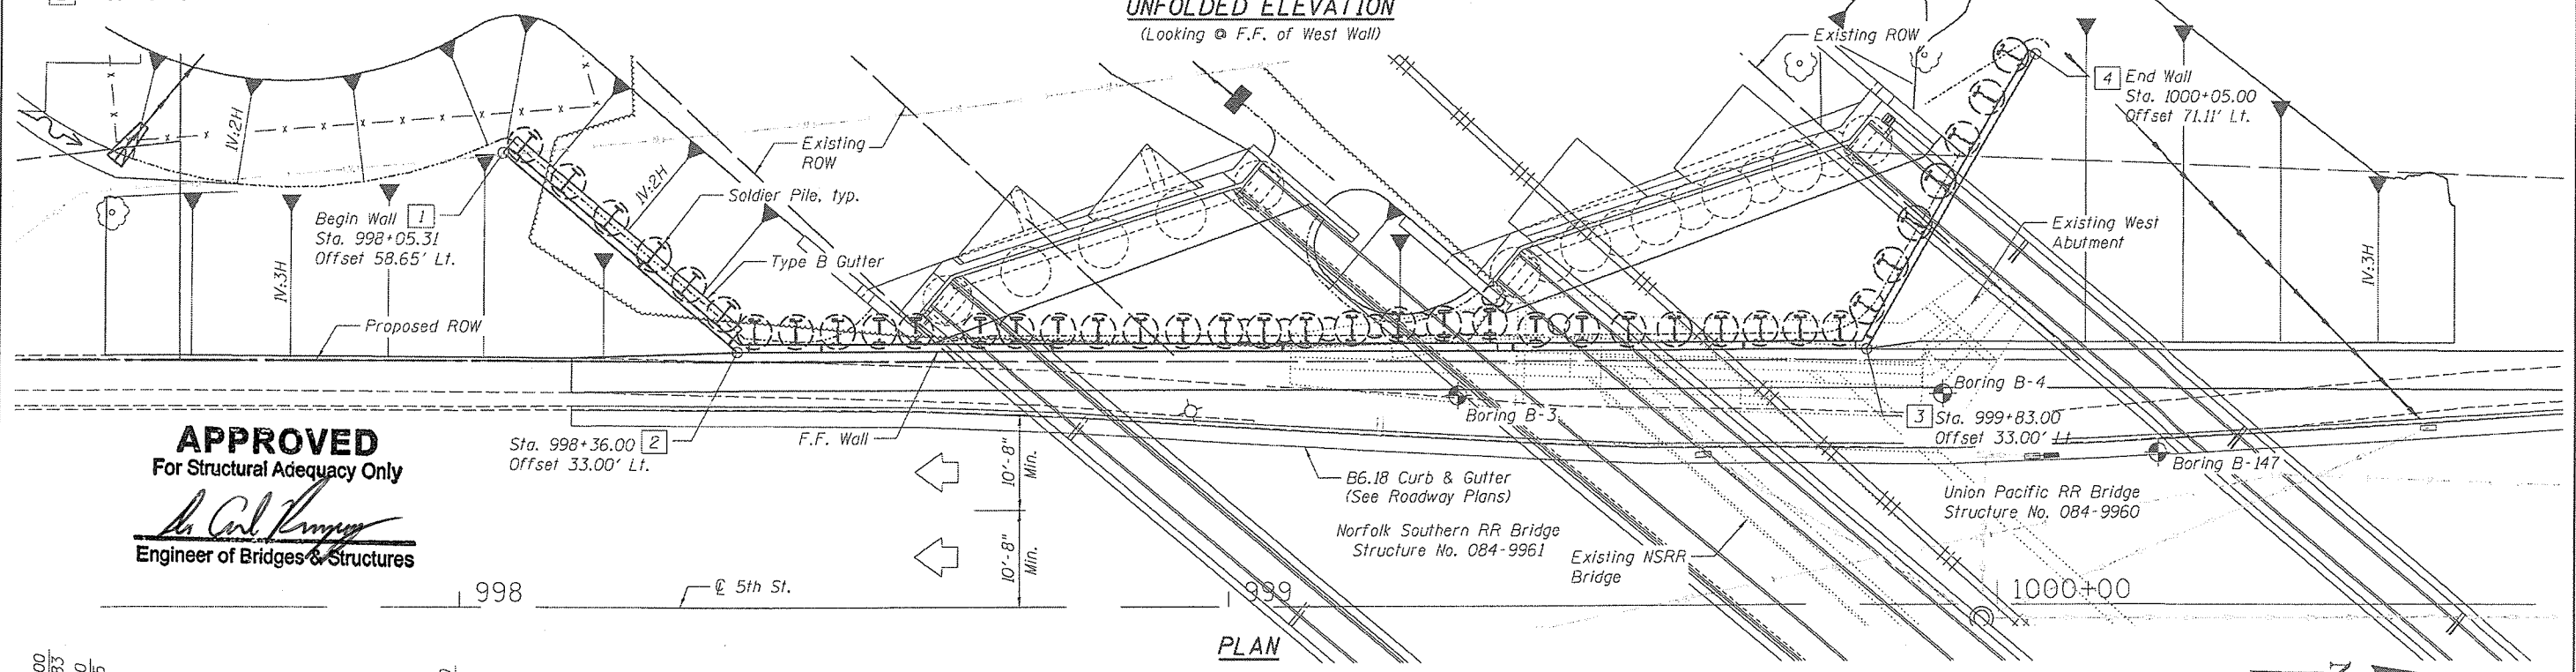 UNFOLDED ELEVATION
(Looking @ F.F. of West Wall)
Existing ROW
4 End Wall
Sta. 1000+05.00
Offset 71.11' Lt.
1V:2H
Existing
ROW
1V:2H
Soldier Pile, typ.
Begin Wall 1
Sta. 998+05.31
Offset 58.65' Lt.
Existing West
Abutment
Type B Gutter
1V:3H
1V:3H
Proposed ROW
Boring B-4
Boring B-3
3 Sta. 999+83.00
Offset 33.00' Lt.
APPROVED
For Structural Adequacy Only
Engineer of Bridges & Structures
Sta. 998+36.00 2
Offset 33.00' Lt.
F.F. Wall
10'-8"
Min.
Boring B-147
B6.18 Curb & Gutter
(See Roadway Plans)
Union Pacific RR Bridge
Structure No. 084-9960
Norfolk Southern RR Bridge
Structure No. 084-9961
Existing NSRR
Bridge
10'-8"
Min.
998
℄ 5th St.
999
1000+00
PLAN